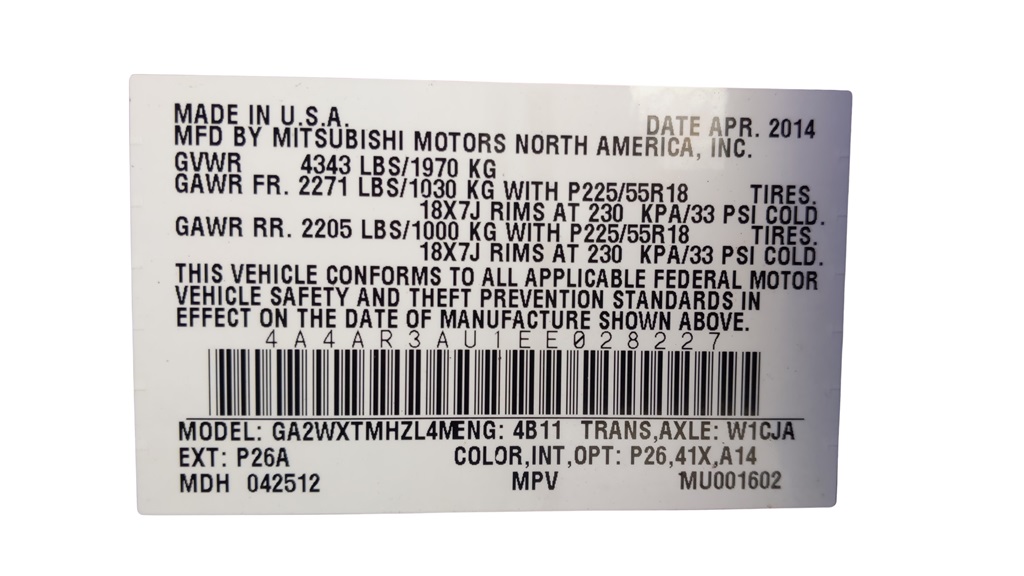 MADE IN U.S.A. DATE APR. 2014
MFD BY MITSUBISHI MOTORS NORTH AMERICA, INC.
GVWR 4343 LBS/1970 KG
GAWR FR. 2271 LBS/1030 KG WITH P225/55R18 TIRES.
18X7J RIMS AT 230 KPA/33 PSI COLD.
GAWR RR. 2205 LBS/1000 KG WITH P225/55R18 TIRES.
18X7J RIMS AT 230 KPA/33 PSI COLD.
THIS VEHICLE CONFORMS TO ALL APPLICABLE FEDERAL MOTOR
VEHICLE SAFETY AND THEFT PREVENTION STANDARDS IN
EFFECT ON THE DATE OF MANUFACTURE SHOWN ABOVE.
4A4AR3AU1EE028227
MODEL: GA2WXTMHZL4MENG: 4B11 TRANS,AXLE: W1CJA
EXT: P26A COLOR,INT,OPT: P26,41X,A14
MDH 042512 MPV MU001602